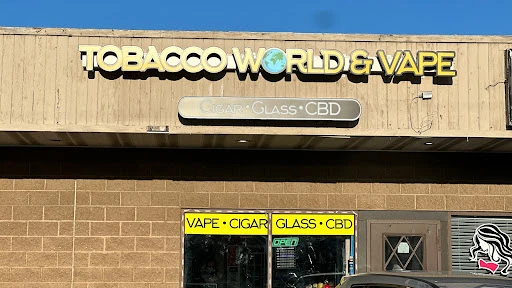 TOBACCO WORLD & VAPE
CIGAR • GLASS • CBD
VAPE • CIGAR GLASS • CBD
OPEN